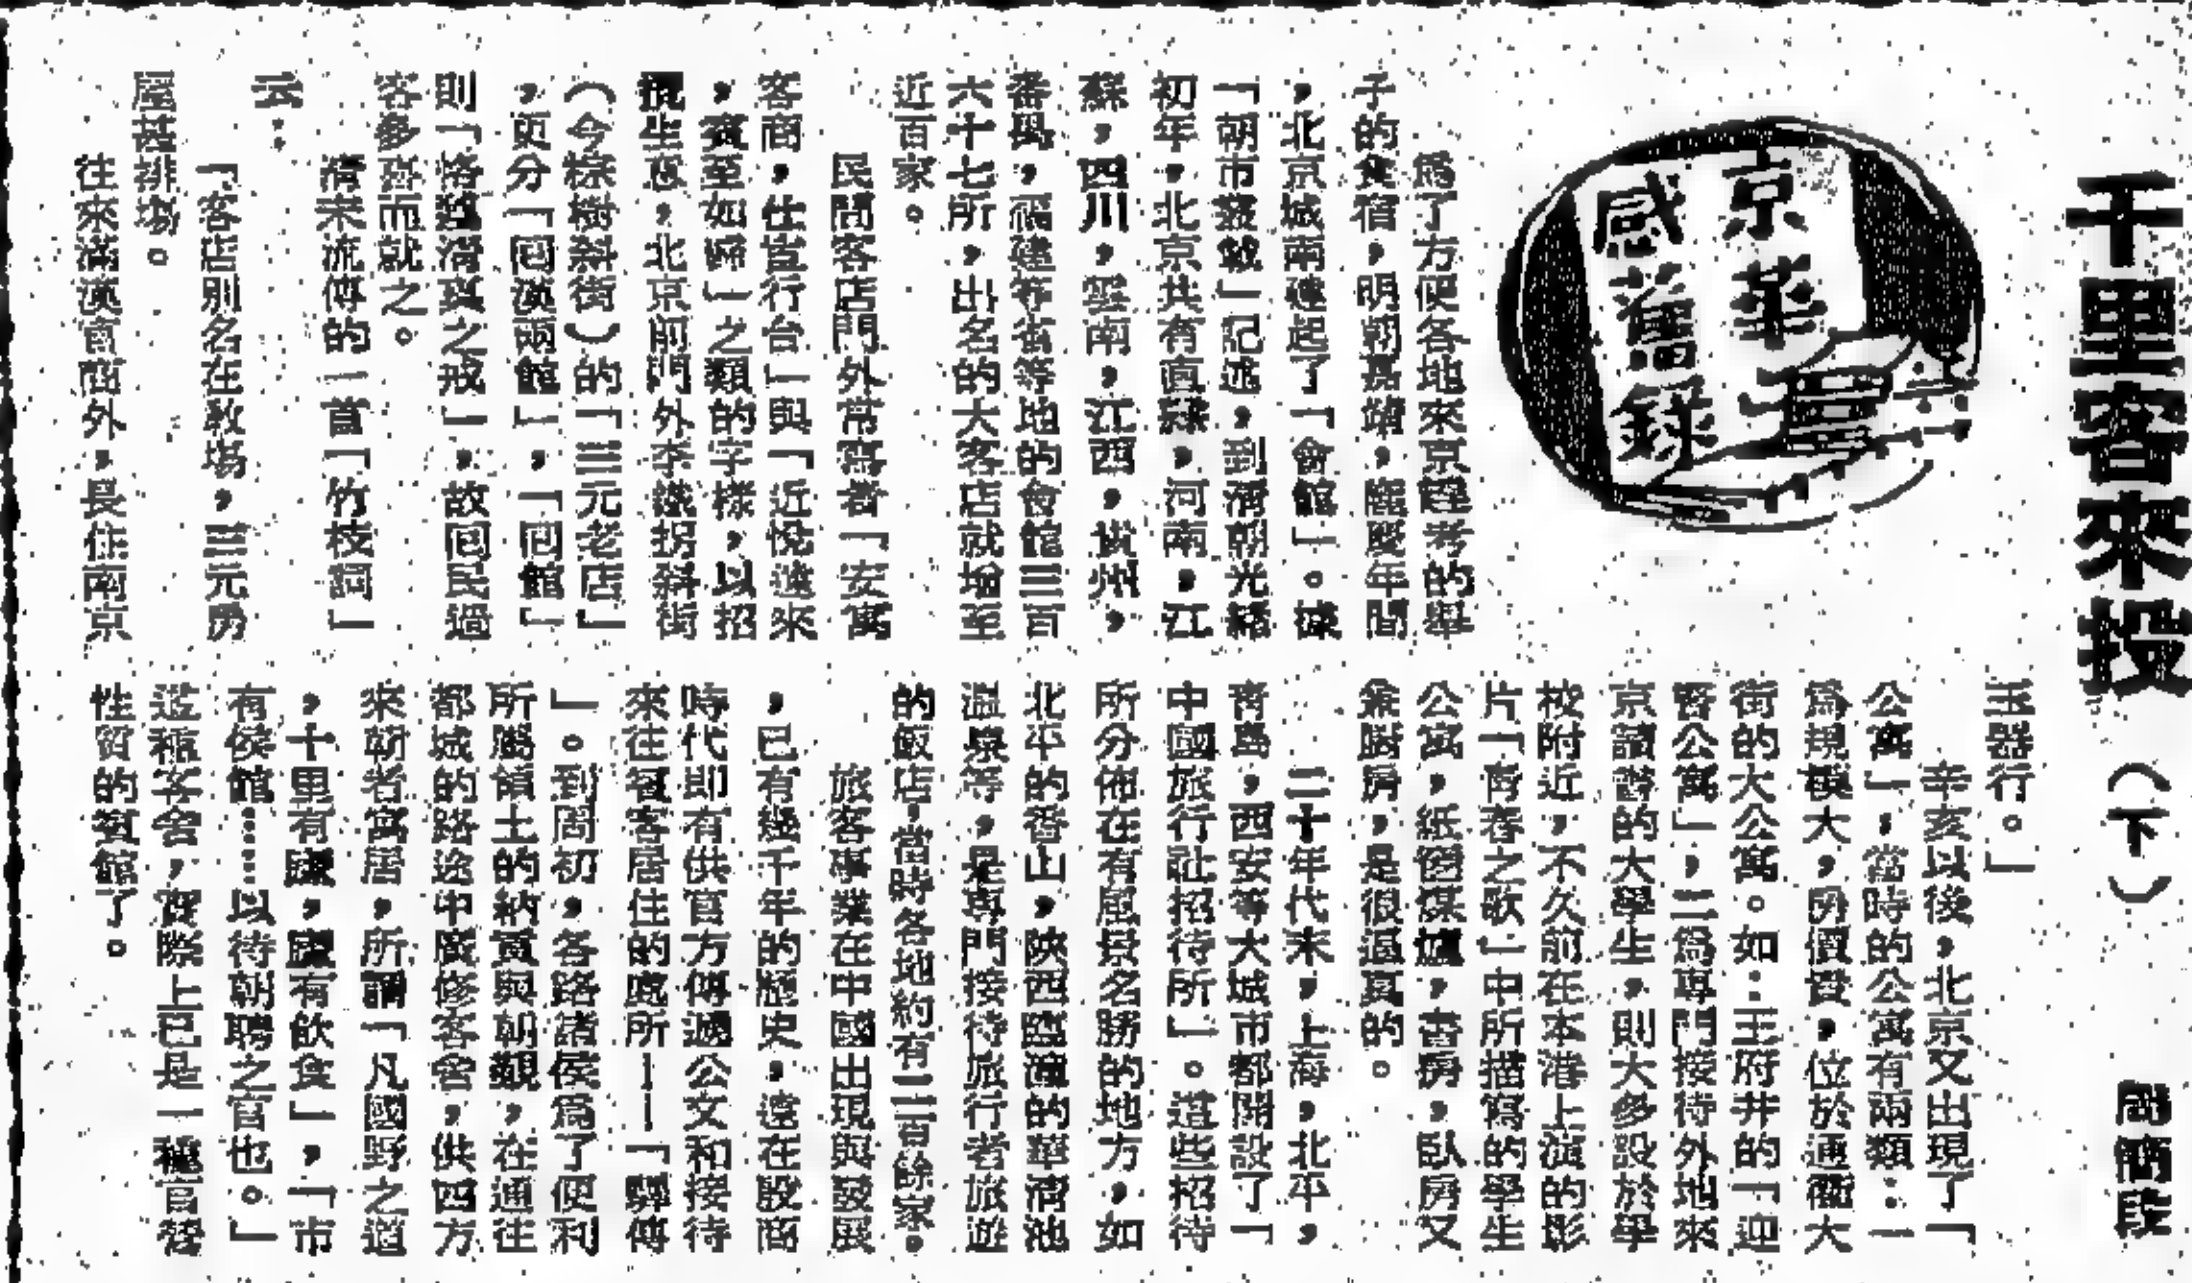 千里客來投（下）
周簡段
京華感舊錄
爲了方便各地來京趕考的舉
子的食宿，明朝嘉靖，隆慶年間
，北京城南建起了「會館」。據
「朝市叢載」記述，到清朝光緒
初年，北京共有直隸，河南，江
蘇，四川，雲南，江西，貴州，
番禺，福建等省等地的會館三百
六十七所，出名的大客店就增至
近百家。
民間客店門外常寫着「安寓
客商，仕宦行台」與「近悅遠來
，賓至如歸」之類的字樣，以招
攬生意，北京前門外李鐵拐斜街
（今棕樹斜街）的「三元老店」
，更分「回漢兩館」，「回館」
則「恪遵清眞之戒」，故回民過
客多喜而就之。
清末流傳的一首「竹枝詞」
云：
「客店別名在敎塲，三元房
屋甚排塲。
往來滿漢官商外，長住南京
玉器行。」
辛亥以後，北京又出現了「
公寓」，當時的公寓有兩類：一
爲規模大，房價貴，位於通衢大
街的大公寓。如：王府井的「迎
賓公寓」，二爲專門接待外地來
京讀書的大學生，則大多設於學
校附近，不久前在本港上演的影
片「靑春之歌」中所描寫的學生
公寓，紙窗煤爐，書房，臥房又
兼膳房，是很逼眞的。
二十年代末，上海，北平，
靑島，西安等大城市都開設了「
中國旅行社招待所」。這些招待
所分佈在有風景名勝的地方，如
北平的香山，陝西臨潼的華清池
温泉等，是專門接待旅行者旅遊
的飯店，當時各地約有二百餘家。
旅客事業在中國出現與發展
，已有幾千年的歷史，遠在殷商
時代即有供官方傳遞公文和接待
來往賓客居住的處所——「驛傳
」。到周初，各路諸侯爲了便利
所屬領土的納貢與朝觀，在通往
都城的路途中廣修客舍，供四方
來朝者寓居，所謂「凡國野之道
，十里有廬，廬有飮食」，「市
有侯館……以待朝聘之官也。」
這種客舍，實際上已是一種官營
性質的賓館了。